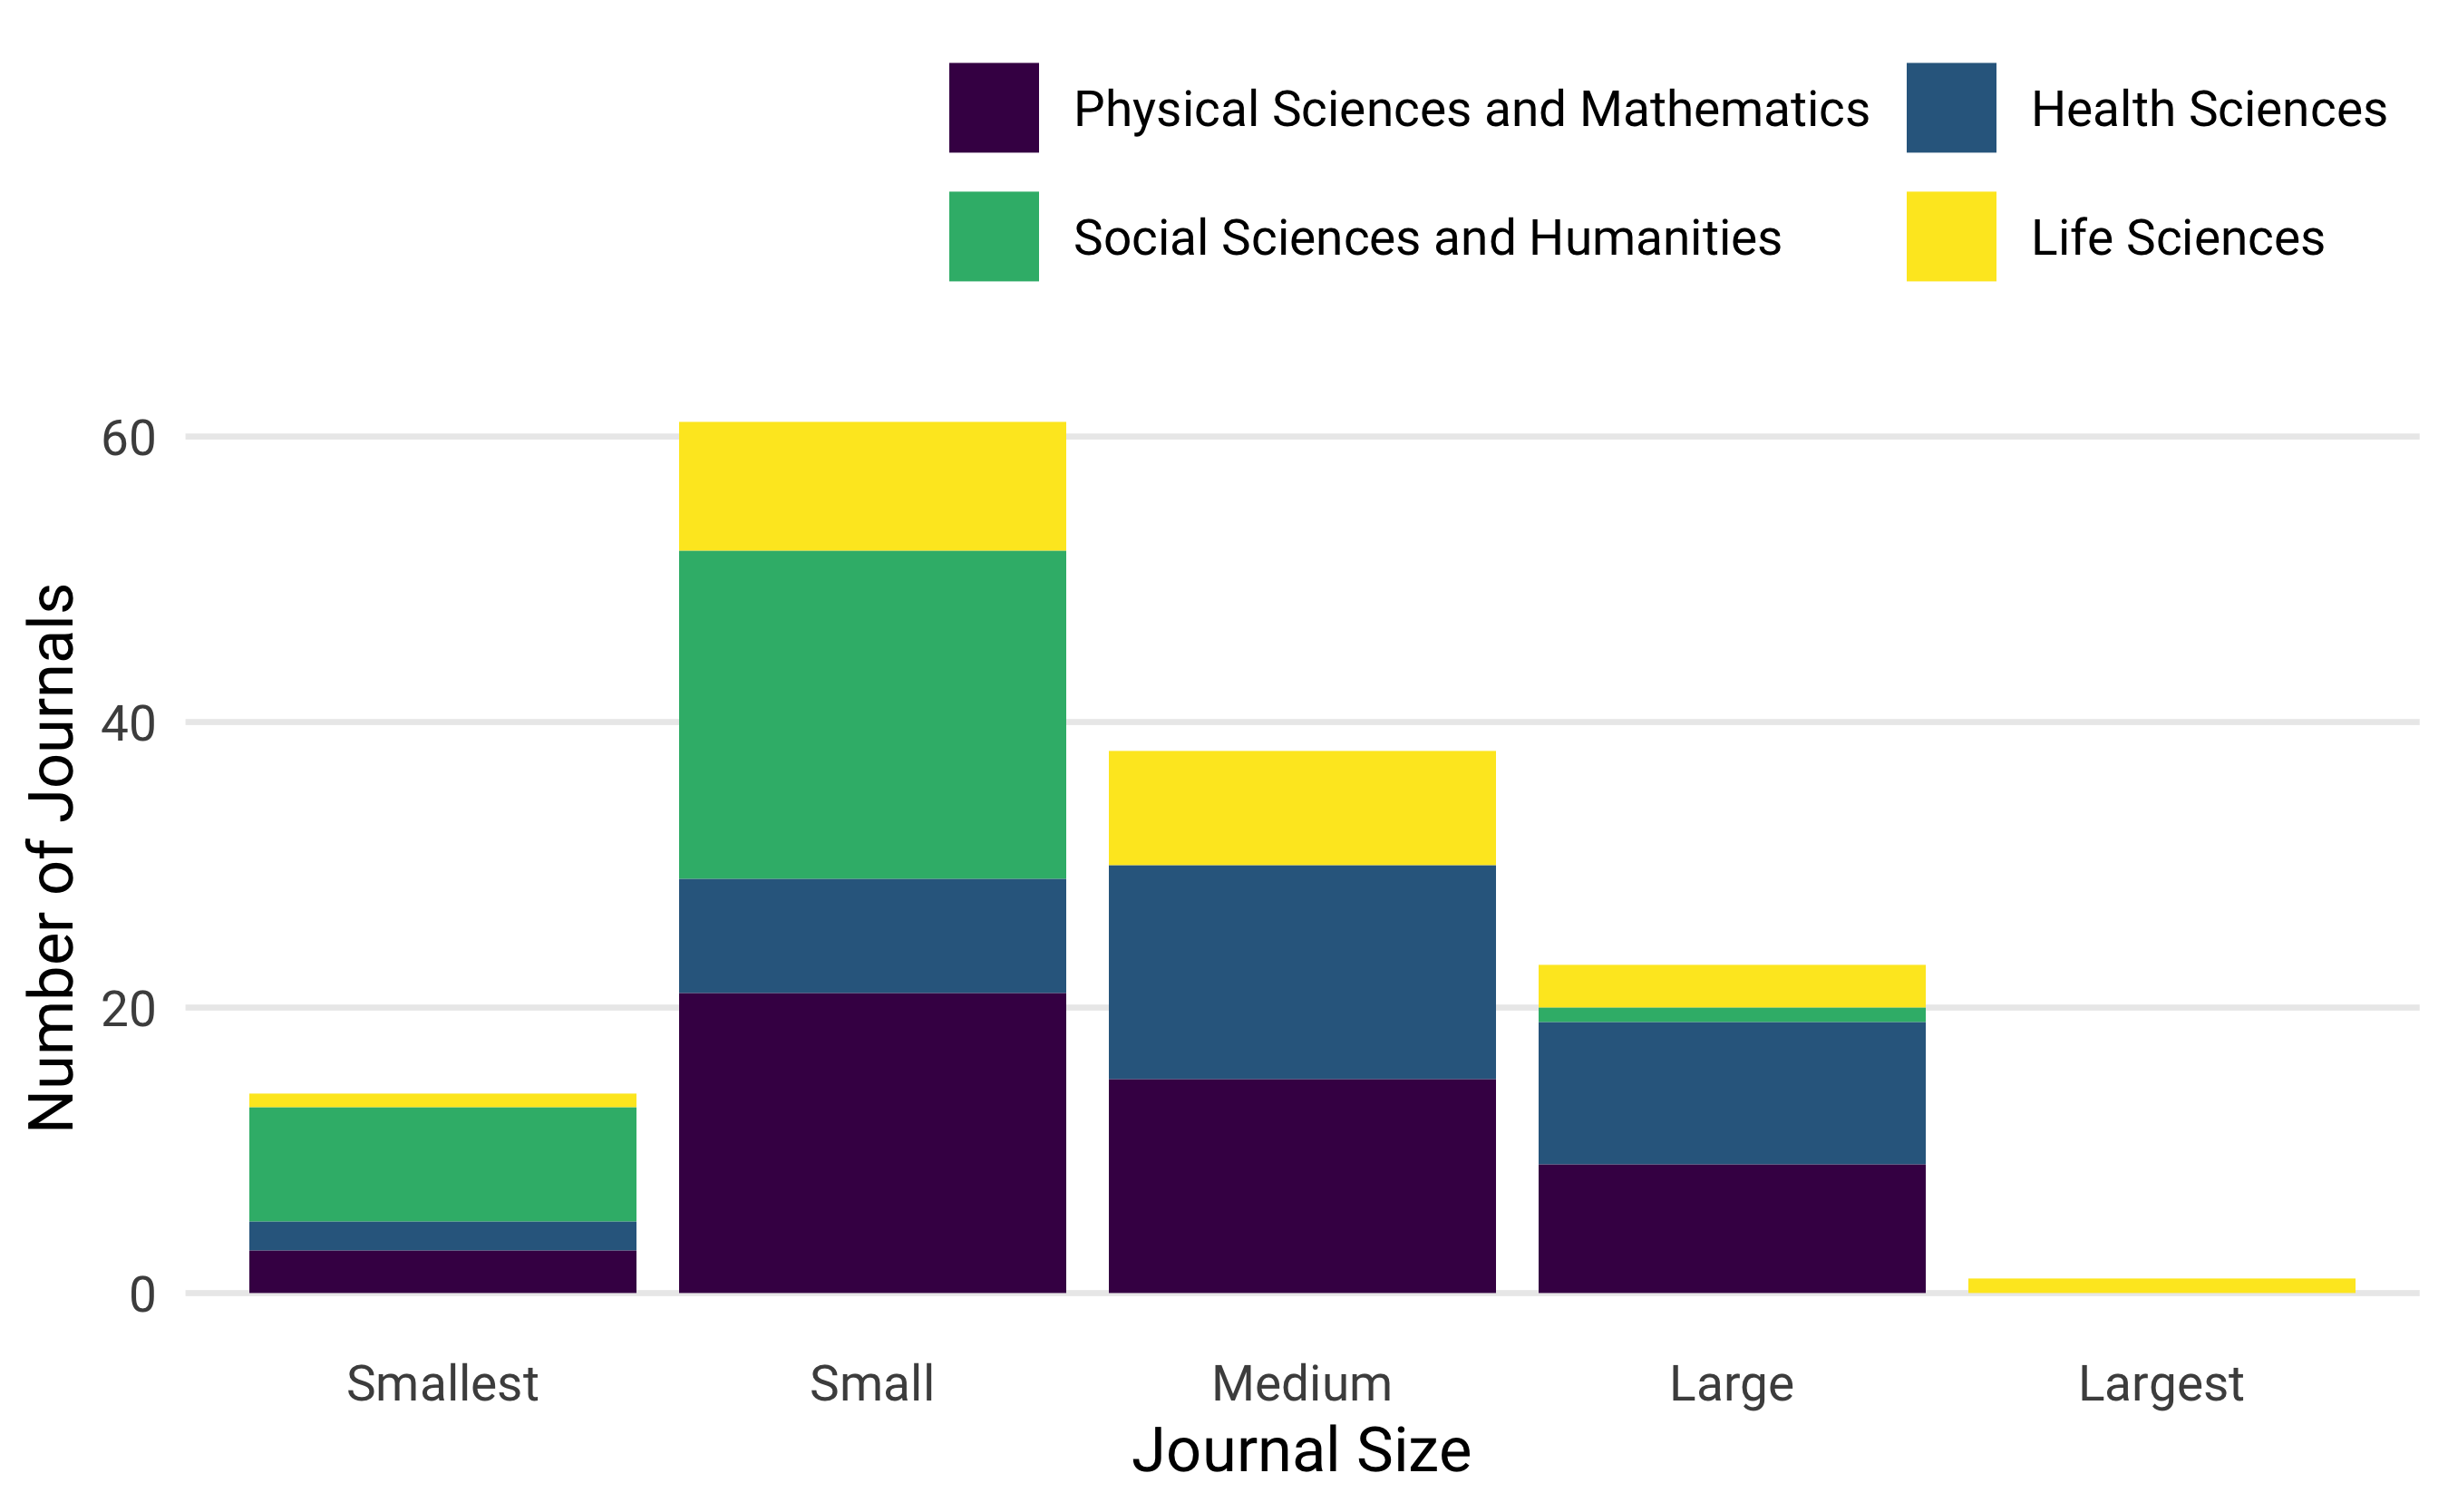 Physical Sciences and Mathematics
Health Sciences
Social Sciences and Humanities
Life Sciences
Number of Journals
60
40
20
0
Smallest
Small
Medium
Large
Largest
Journal Size